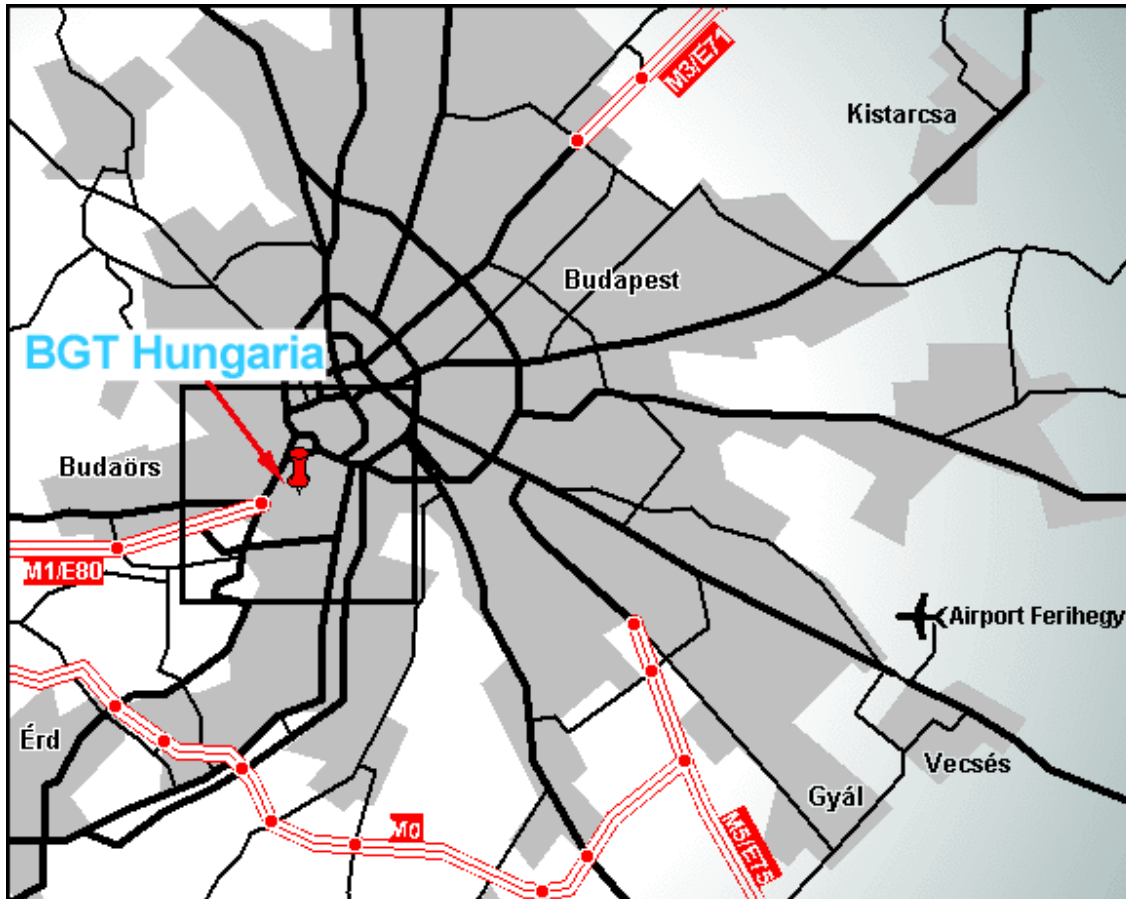 M3/E71
Kistarcsa
Budapest
BGT Hungaria
Budaörs
M1/E80
Airport Ferihegy
Érd
Vecsés
Gyál
M0
M5/E75